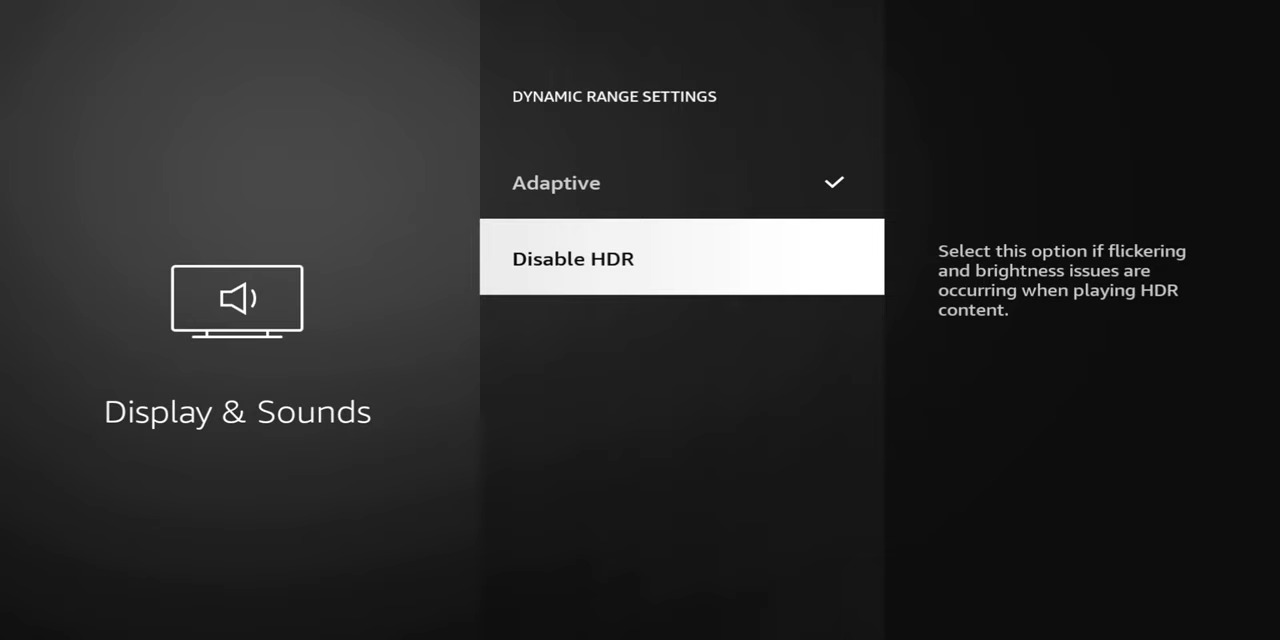 DYNAMIC RANGE SETTINGS
Adaptive
Disable HDR
Select this option if flickering
and brightness issues are
occurring when playing HDR
content.
Display & Sounds